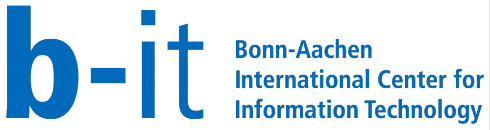 b-it
Bonn-Aachen
International Center for
Information Technology